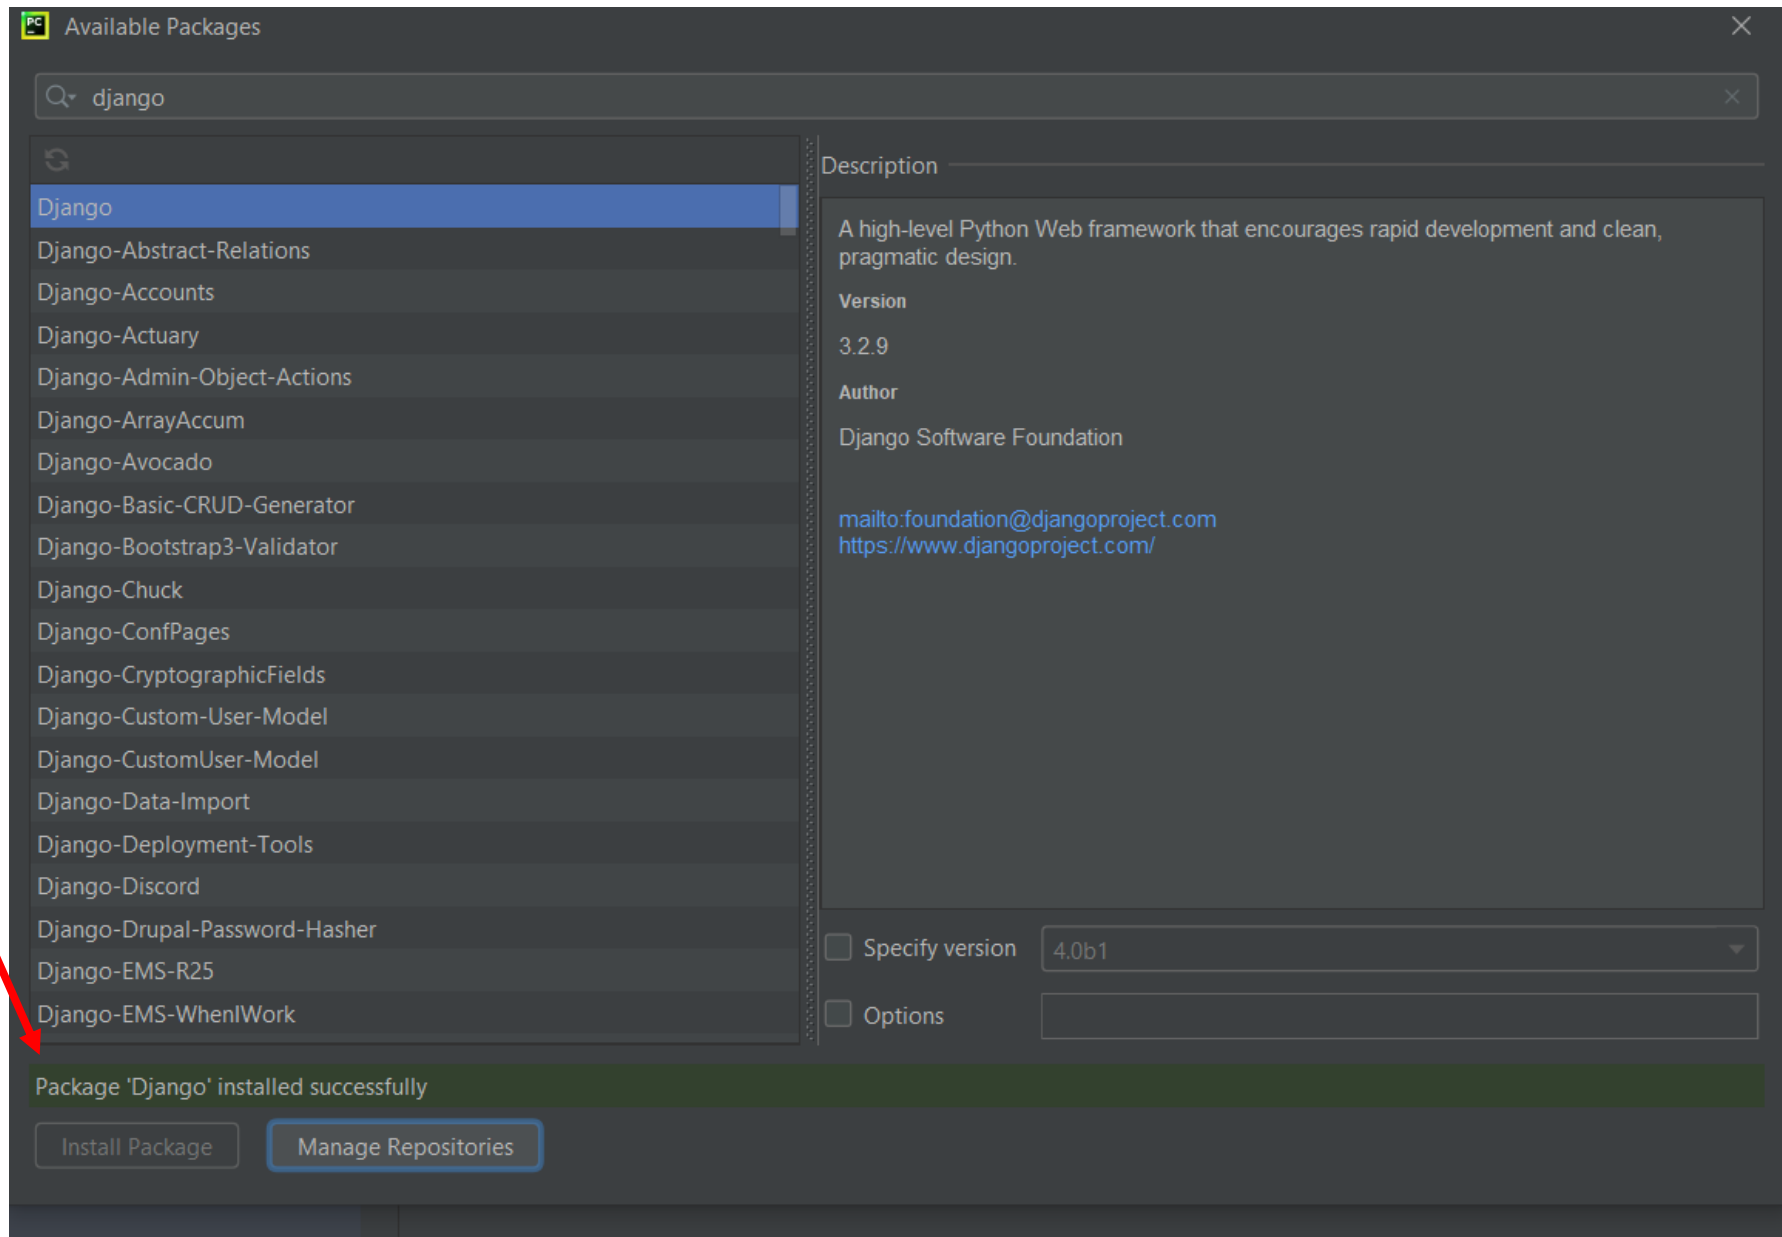 PC Available Packages
django
Description
Django
Django-Abstract-Relations
Django-Accounts
Django-Actuary
Django-Admin-Object-Actions
Django-ArrayAccum
Django-Avocado
Django-Basic-CRUD-Generator
Django-Bootstrap3-Validator
Django-Chuck
Django-ConfPages
Django-CryptographicFields
Django-Custom-User-Model
Django-CustomUser-Model
Django-Data-Import
Django-Deployment-Tools
Django-Discord
Django-Drupal-Password-Hasher
Django-EMS-R25
Django-EMS-WhenIWork
A high-level Python Web framework that encourages rapid development and clean,
pragmatic design.
Version
3.2.9
Author
Django Software Foundation
mailto:foundation@djangoproject.com
https://www.djangoproject.com/
Specify version 4.0b1
Options
Package 'Django' installed successfully
Install Package Manage Repositories